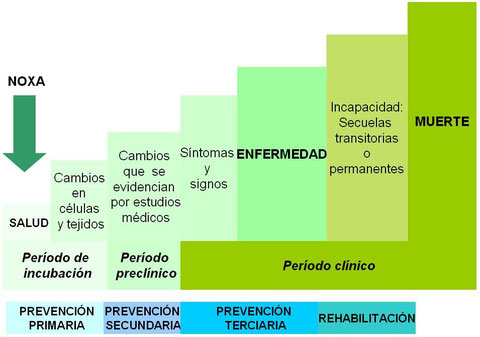 NOXA
SALUD
Cambios
en
células
y tejidos
Cambios
que se
evidencian
por estudios
médicos
Síntomas
y
signos
ENFERMEDAD
Incapacidad:
Secuelas
transitorias
o
permanentes
MUERTE
Período de
incubación
Período
preclínico
Período clínico
PREVENCIÓN
PRIMARIA
PREVENCIÓN
SECUNDARIA
PREVENCIÓN
TERCIARIA
REHABILITACIÓN